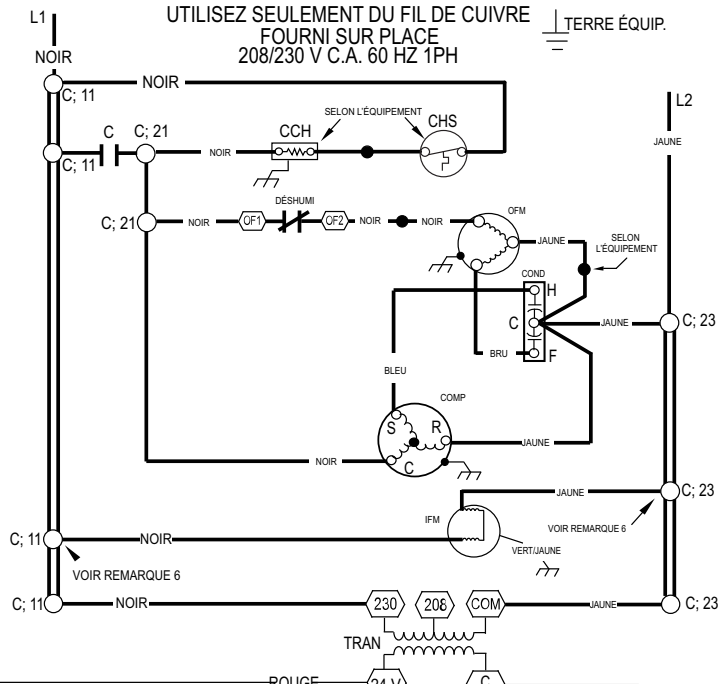 L1
UTILISEZ SEULEMENT DU FIL DE CUIVRE
FOURNI SUR PLACE
208/230 V C.A. 60 HZ 1PH
TERRE ÉQUIP.
NOIR
NOIR
C; 11
L2
C
C; 21
C; 11
NOIR
CCH
SELON L'ÉQUIPEMENT
CHS
JAUNE
DÉSHUMI
C; 21
NOIR
OF1
OF2
NOIR
NOIR
OFM
JAUNE
SELON
L'ÉQUIPEMENT
COND
H
C
JAUNE
C; 23
BRU
F
BLEU
COMP
S
R
C
JAUNE
NOIR
JAUNE
C; 23
IFM
VOIR REMARQUE 6
C; 11
NOIR
VERT/JAUNE
VOIR REMARQUE 6
C; 11
NOIR
230
208
COM
JAUNE
C; 23
TRAN
ROUGE
24 V
C